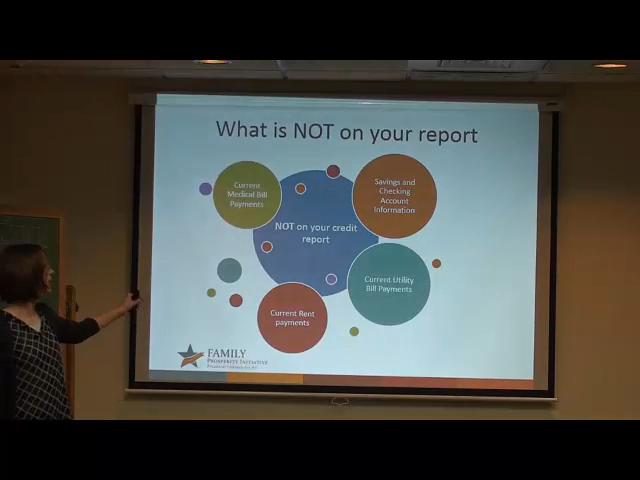 What is NOT on your report
Current
Medical Bill
Payments
Savings and
Checking
Account
Information
NOT on your credit
report
Current Utility
Bill Payments
Current Rent
payments
FAMILY
PROSPERITY INITIATIVE